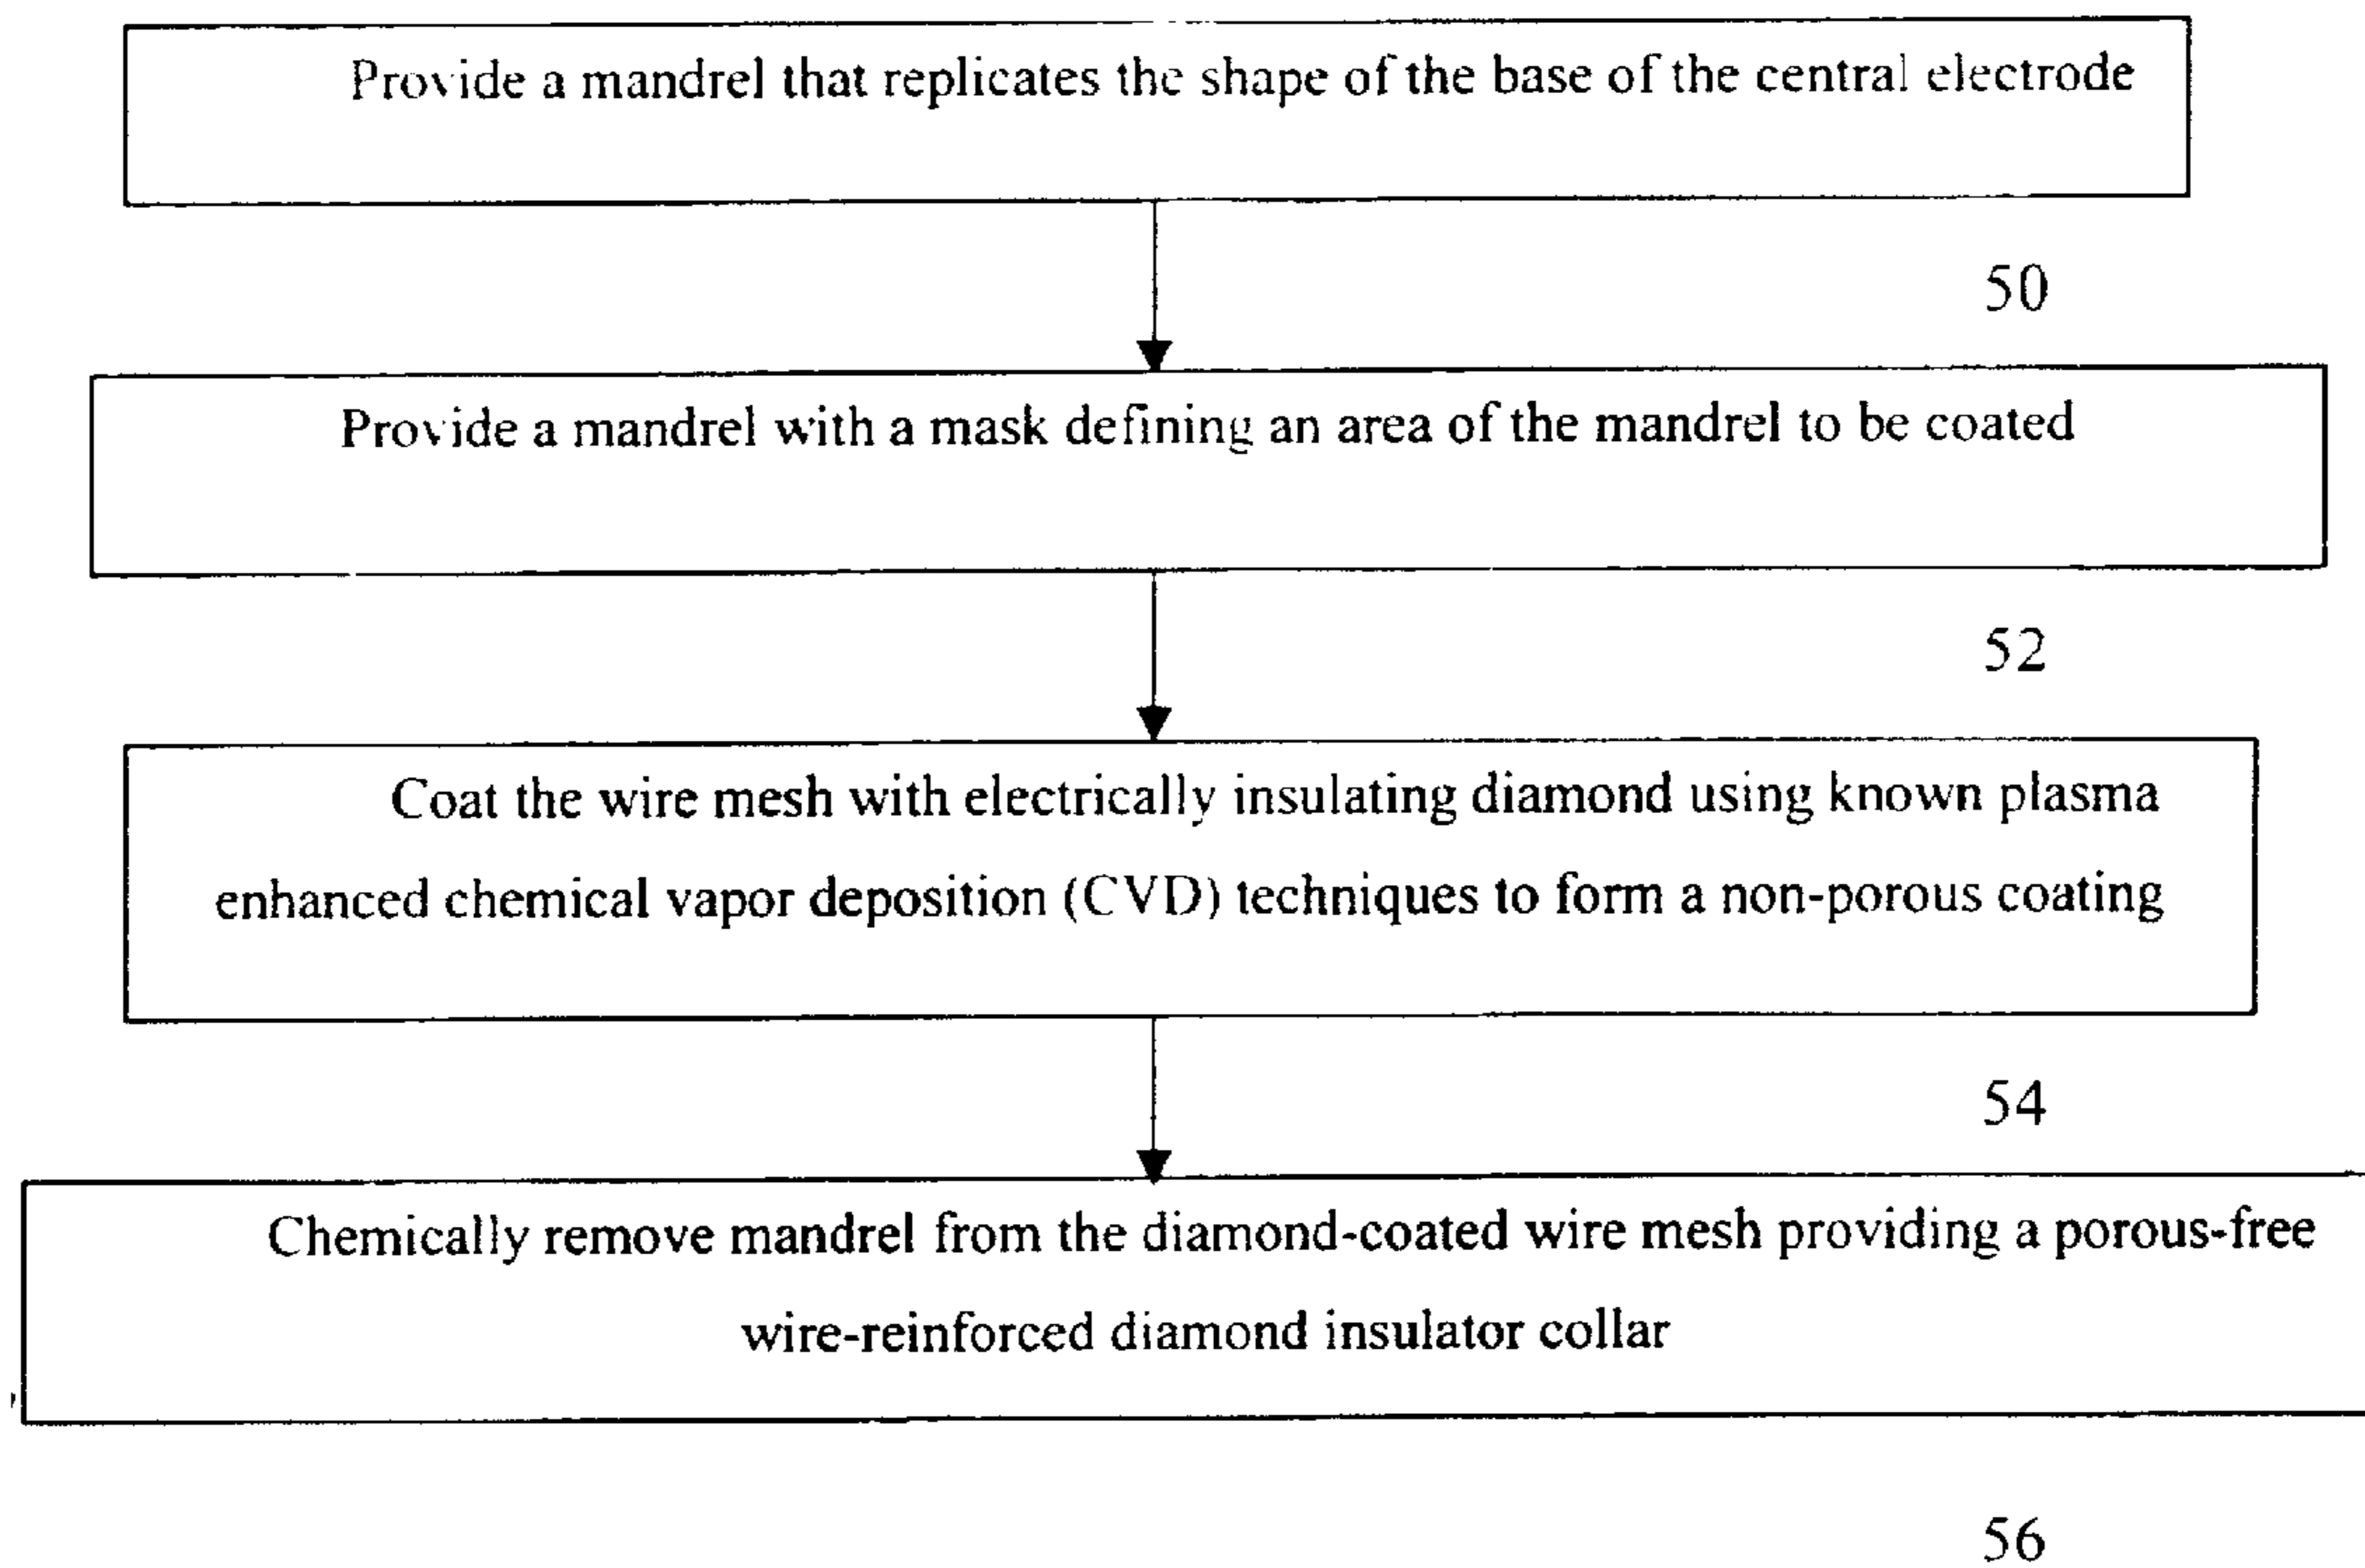 Provide a mandrel that replicates the shape of the base of the central electrode
50
Provide a mandrel with a mask defining an area of the mandrel to be coated
52
Coat the wire mesh with electrically insulating diamond using known plasma
enhanced chemical vapor deposition (CVD) techniques to form a non-porous coating
54
Chemically remove mandrel from the diamond-coated wire mesh providing a porous-free
wire-reinforced diamond insulator collar
56